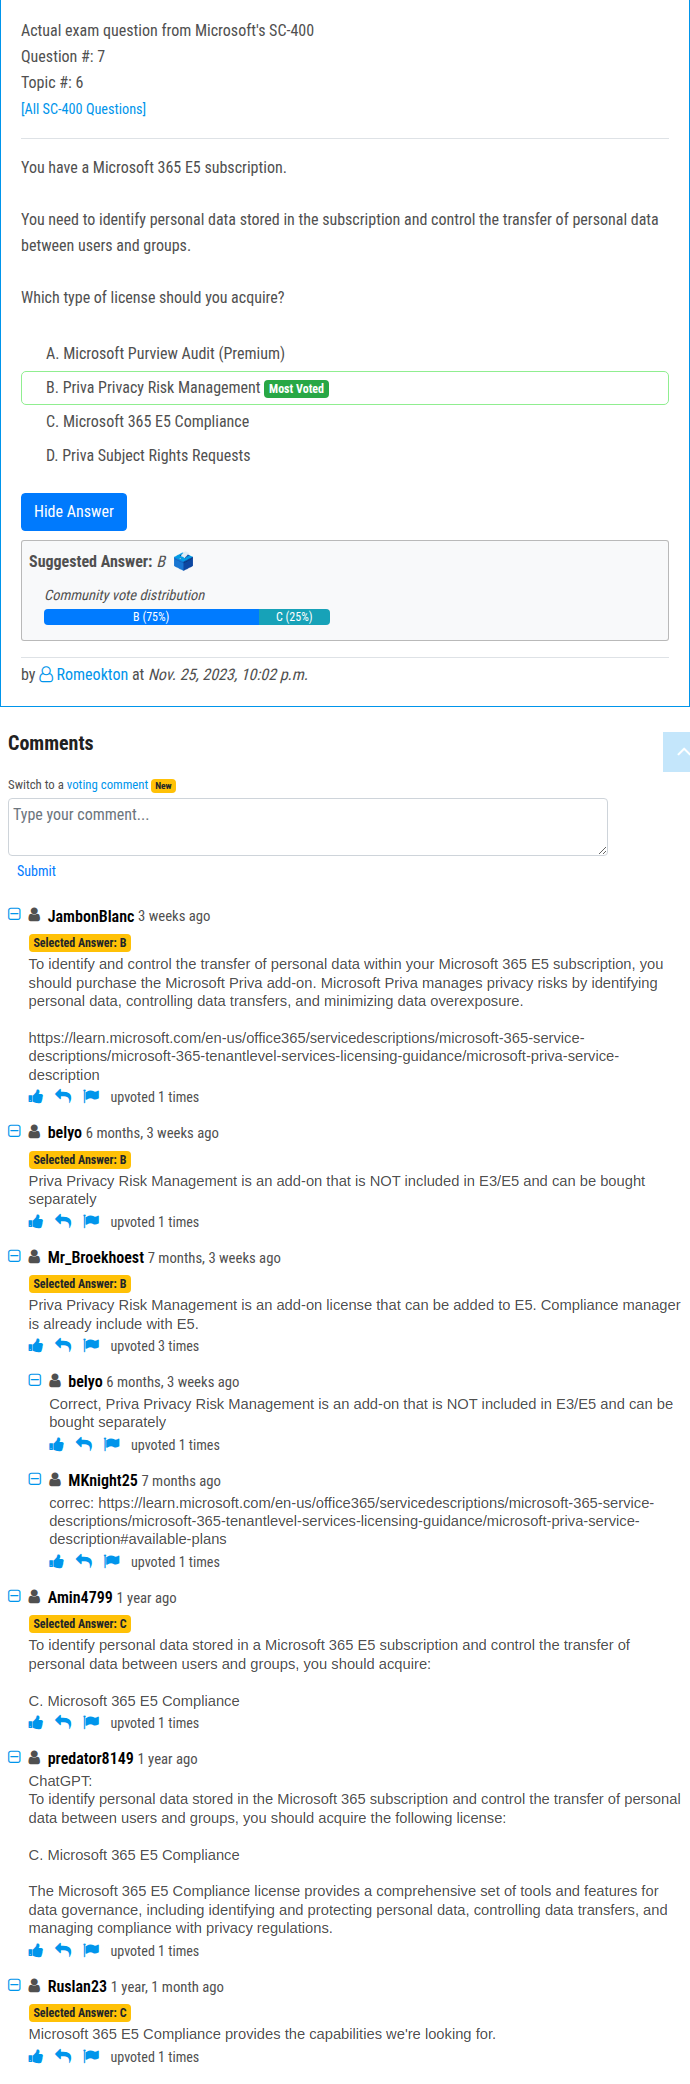 Actual exam question from Microsoft's SC-400
Question #: 7
Topic #: 6
[All SC-400 Questions]
You have a Microsoft 365 E5 subscription.
You need to identify personal data stored in the subscription and control the transfer of personal data
between users and groups.
Which type of license should you acquire?
A. Microsoft Purview Audit (Premium)
B. Priva Privacy Risk Management Most Voted
C. Microsoft 365 E5 Compliance
D. Priva Subject Rights Requests
Hide Answer
Suggested Answer: B
Community vote distribution
B (75%) C (25%)
by Romeokton at Nov. 25, 2023, 10:02 p.m.
Comments
Switch to a voting comment New
Type your comment...
Submit
JambonBlanc 3 weeks ago
Selected Answer: B
To identify and control the transfer of personal data within your Microsoft 365 E5 subscription, you
should purchase the Microsoft Priva add-on. Microsoft Priva manages privacy risks by identifying
personal data, controlling data transfers, and minimizing data overexposure.
https://learn.microsoft.com/en-us/office365/servicedescriptions/microsoft-365-service-
descriptions/microsoft-365-tenantlevel-services-licensing-guidance/microsoft-priva-service-
description
upvoted 1 times
belyo 6 months, 3 weeks ago
Selected Answer: B
Priva Privacy Risk Management is an add-on that is NOT included in E3/E5 and can be bought
separately
upvoted 1 times
Mr_Broekhoest 7 months, 3 weeks ago
Selected Answer: B
Priva Privacy Risk Management is an add-on license that can be added to E5. Compliance manager
is already include with E5.
upvoted 3 times
belyo 6 months, 3 weeks ago
Correct, Priva Privacy Risk Management is an add-on that is NOT included in E3/E5 and can be
bought separately
upvoted 1 times
MKnight25 7 months ago
correc: https://learn.microsoft.com/en-us/office365/servicedescriptions/microsoft-365-service-
descriptions/microsoft-365-tenantlevel-services-licensing-guidance/microsoft-priva-service-
description#available-plans
upvoted 1 times
Amin4799 1 year ago
Selected Answer: C
To identify personal data stored in a Microsoft 365 E5 subscription and control the transfer of
personal data between users and groups, you should acquire:
C. Microsoft 365 E5 Compliance
upvoted 1 times
predator8149 1 year ago
ChatGPT:
To identify personal data stored in the Microsoft 365 subscription and control the transfer of personal
data between users and groups, you should acquire the following license:
C. Microsoft 365 E5 Compliance
The Microsoft 365 E5 Compliance license provides a comprehensive set of tools and features for
data governance, including identifying and protecting personal data, controlling data transfers, and
managing compliance with privacy regulations.
upvoted 1 times
Ruslan23 1 year, 1 month ago
Selected Answer: C
Microsoft 365 E5 Compliance provides the capabilities we're looking for.
upvoted 1 times